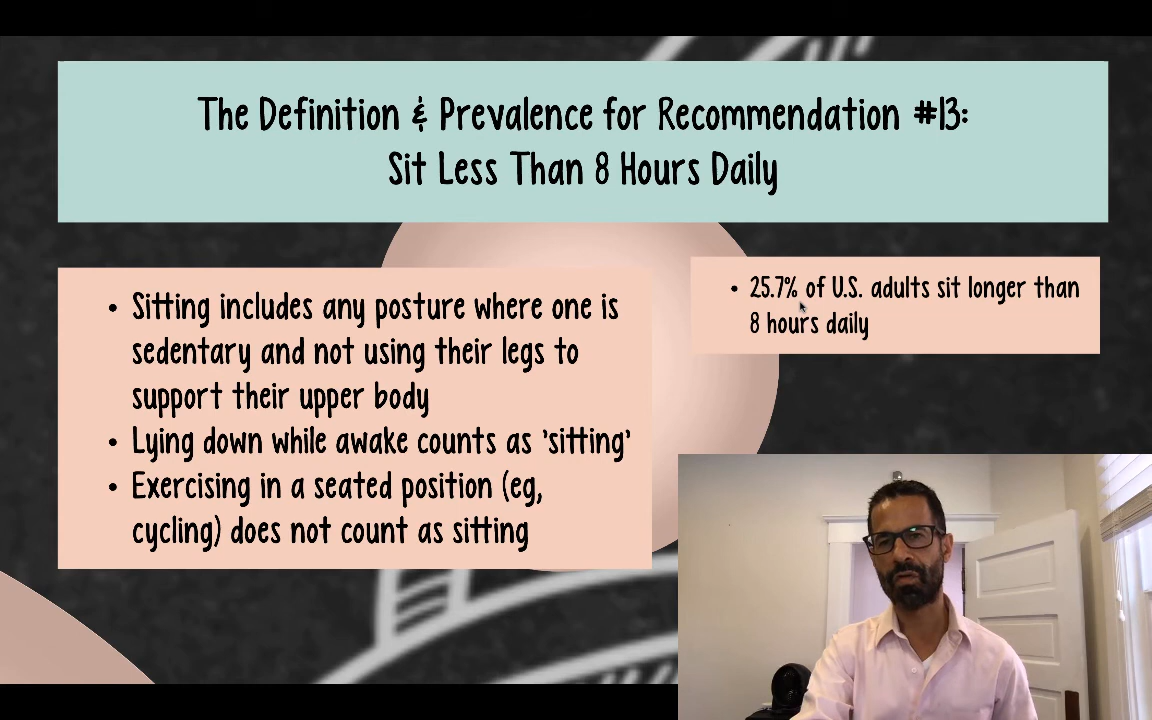 The Definition & Prevalence for Recommendation #13:
Sit Less Than 8 Hours Daily
• Sitting includes any posture where one is
sedentary and not using their legs to
support their upper body
• Lying down while awake counts as 'sitting'
• Exercising in a seated position (eg,
cycling) does not count as sitting
• 25.7% of U.S. adults sit longer than
8 hours daily